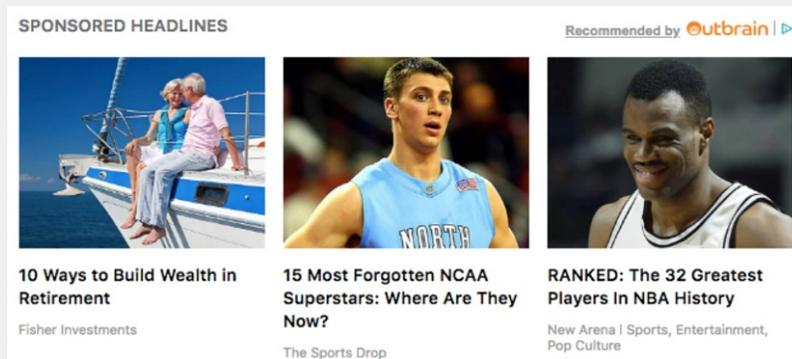 SPONSORED HEADLINES
Recommended by Outbrain
NORTH
10 Ways to Build Wealth in
Retirement
Fisher Investments
15 Most Forgotten NCAA
Superstars: Where Are They
Now?
The Sports Drop
RANKED: The 32 Greatest
Players In NBA History
New Arena | Sports, Entertainment,
Pop Culture